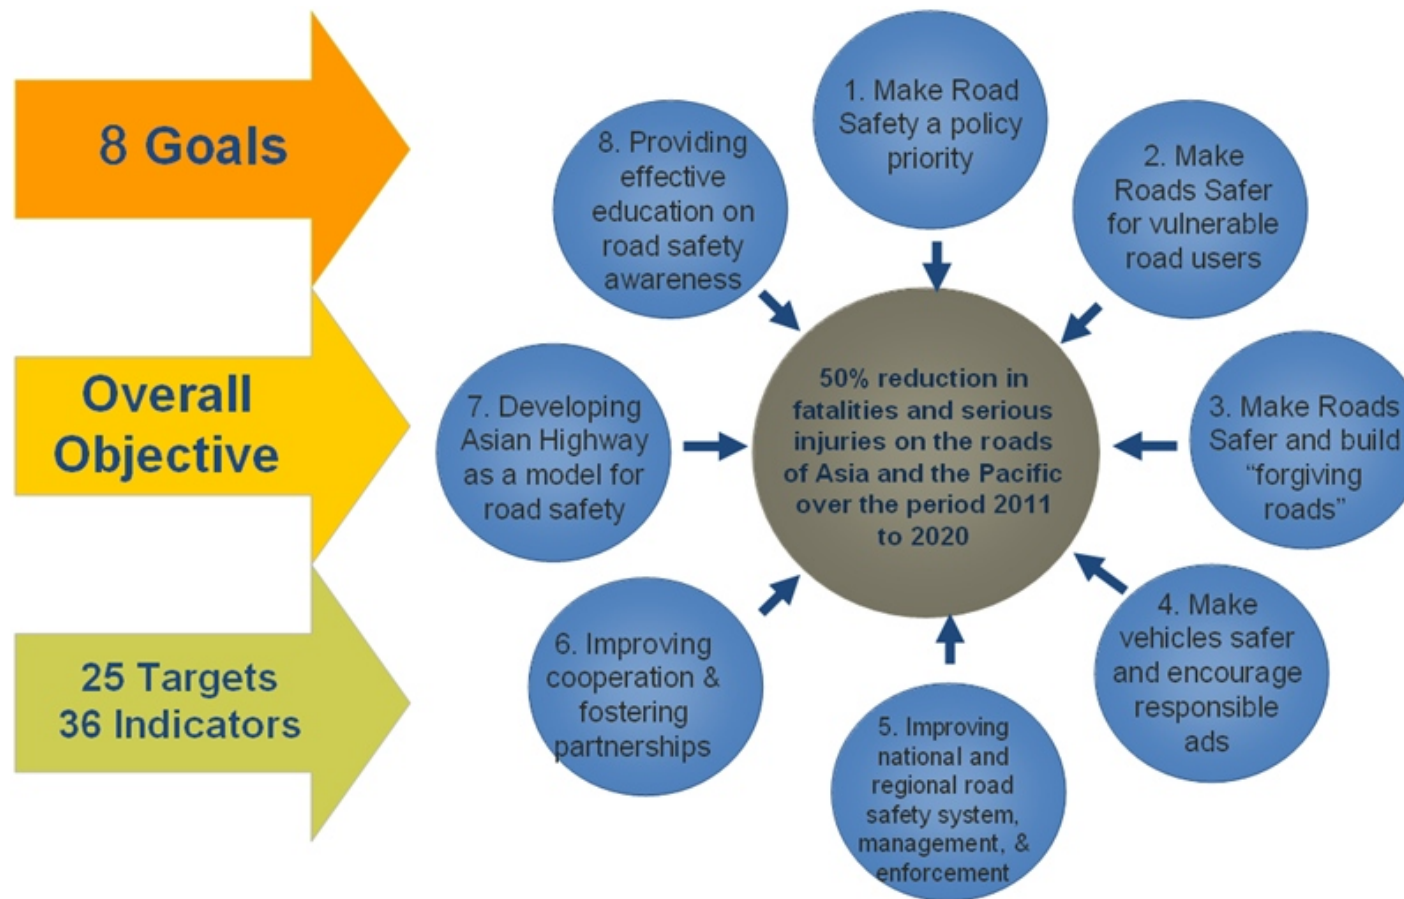 8 Goals
Overall
Objective
25 Targets
36 Indicators
1. Make Road
Safety a policy
priority
2. Make
Roads Safer
for vulnerable
road users
3. Make Roads
Safer and build
“forgiving
roads”
4. Make
vehicles safer
and encourage
responsible
ads
5. Improving
national and
regional road
safety system,
management, &
enforcement
6. Improving
cooperation &
fostering
partnerships
7. Developing
Asian Highway
as a model for
road safety
8. Providing
effective
education on
road safety
awareness
50% reduction in
fatalities and serious
injuries on the roads
of Asia and the Pacific
over the period 2011
to 2020